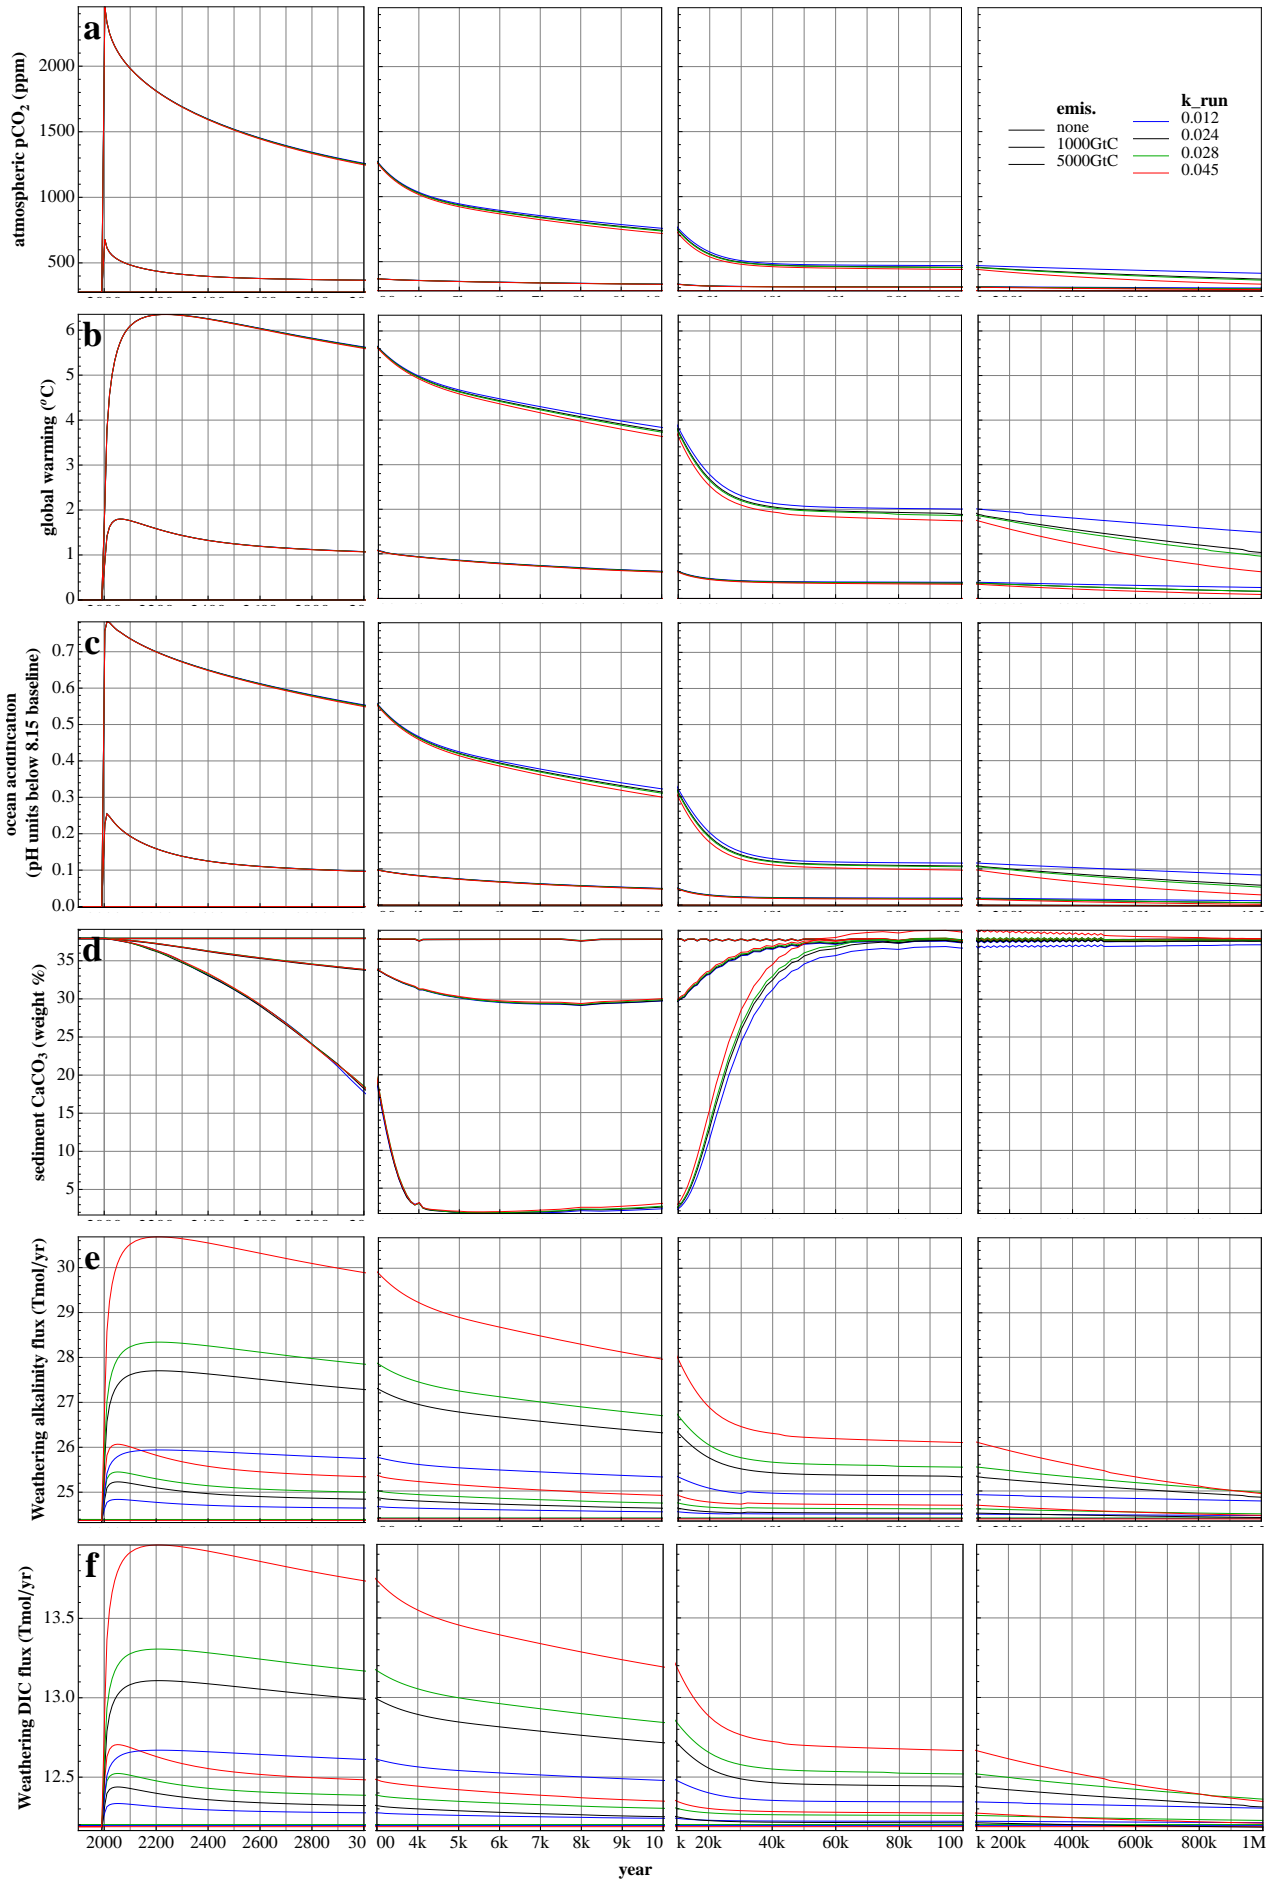 a
atmospheric pCO₂ (ppm)
2000
1500
1000
500
emis.
none
1000GtC
5000GtC
k_run
0.012
0.024
0.028
0.045
b
global warming (°C)
6
5
4
3
2
1
0
c
ocean acidification
(pH units below 8.15 baseline)
0.7
0.6
0.5
0.4
0.3
0.2
0.1
0.0
d
sediment CaCO₃ (weight %)
35
30
25
20
15
10
5
e
Weathering alkalinity flux (Tmol/yr)
30
29
28
27
26
25
f
Weathering DIC flux (Tmol/yr)
13.5
13.0
12.5
2000 2200 2400 2600 2800 30
00 4k 5k 6k 7k 8k 9k 10
k 20k 40k 60k 80k 100
k 200k 400k 600k 800k 1M
year